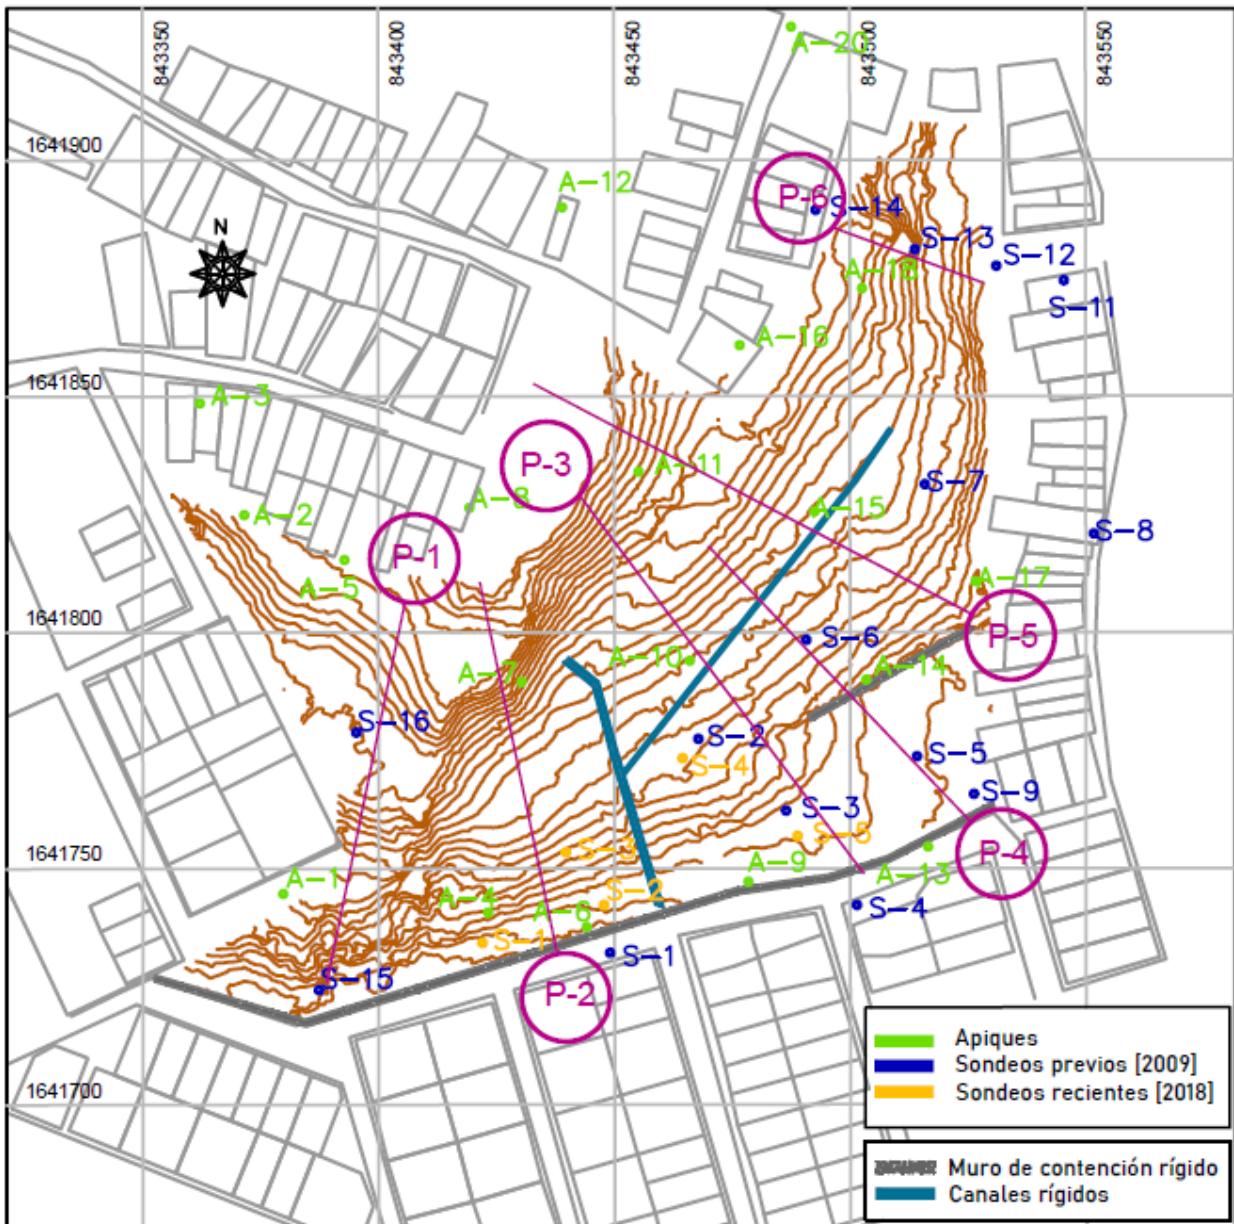 843350
843400
843450
843500
843550
A-20
1641900
A-12
P-6
S-14
N
S-13
S-12
A-18
S-11
A-16
1641850
A-3
P-3
A-11
S-7
A-8
A-15
A-2
S-8
P-1
A-5
A-17
1641800
S-6
P-5
A-10
A-7
A-14
S-16
S-2
S-5
S-4
S-9
S-3
S-5
1641750
S-3
P-4
A-9
A-13
A-1
S-2
A-4
A-6
S-4
S-1
S-1
S-15
P-2
Apiques
Sondeos previos [2009]
Sondeos recientes [2018]
1641700
Muro de contención rígido
Canales rígidos